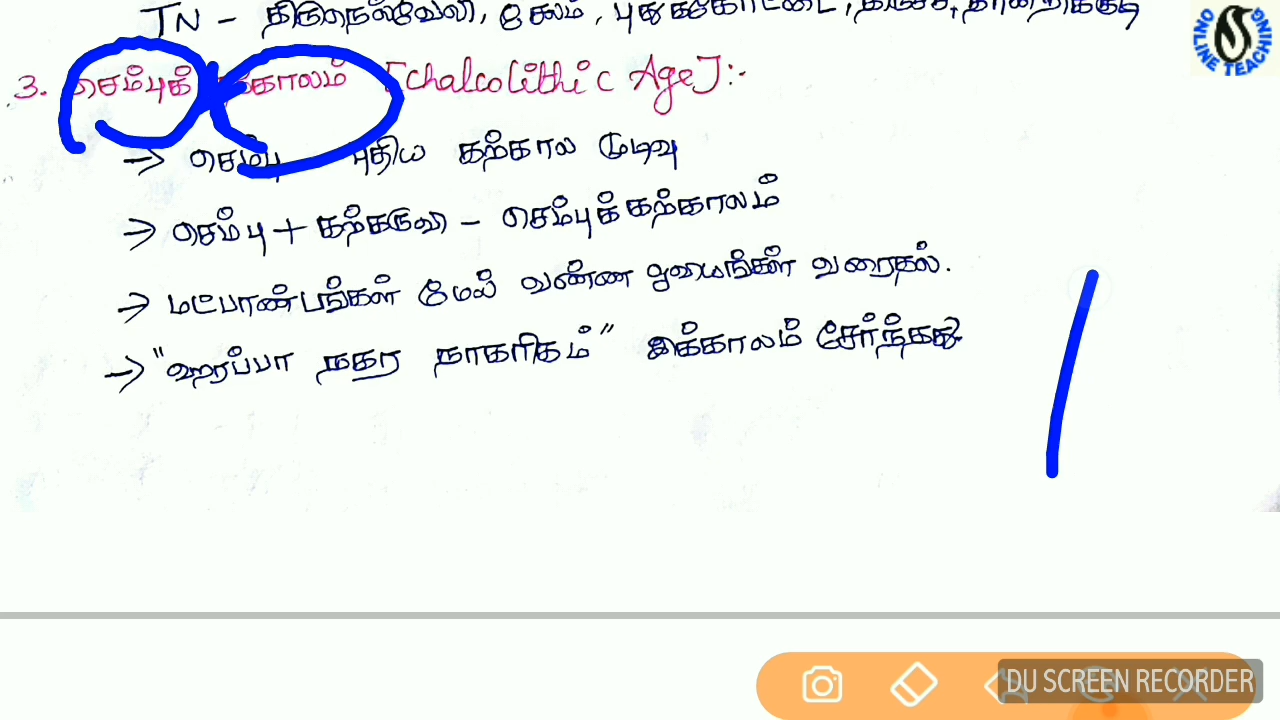 TN - திருநெல்வேலி, சேலம், புதுக்கோட்டை, திருச்சி,
3. செம்புக் கற்காலம் [Chalcolithic Age]:-
→ செம்பு புதிய கற்கால முடிவு
→ செம்பு + கற்கருவி - செம்புக்கற்காலம்
→ மட்பாண்டங்கள் மேல் வண்ண ஓவியங்கள் வரைதல்.
→ "ஹரப்பா நகர நாகரிகம்" இக்காலம் சேர்ந்தது.
ONLINE TEACHING
DU SCREEN RECORDER